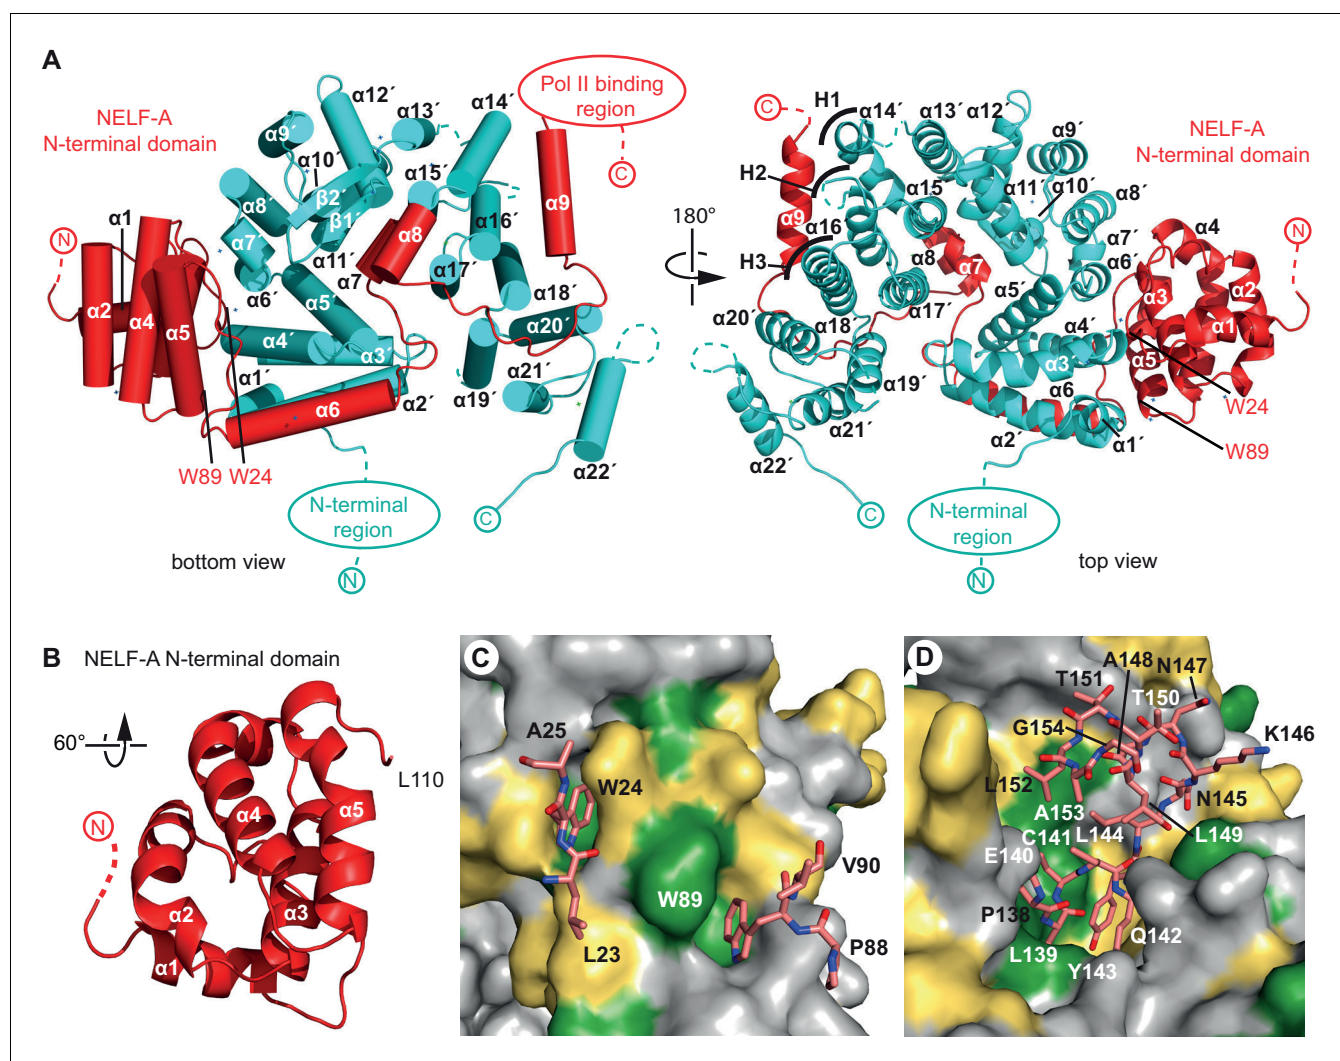 A
NELF-A
N-terminal domain
α12´
α13´
α14´
Pol II binding
region
C
α9´
α10´
β2´
β1´
α15´
α8´
α1
N
α7´
α16´
α9
α8
α11´
α7
α17´
α6´
α2
α4
α5
α5´
α18´
α20´
α4´
α3´
α1´
α6
α2´
α19´
α21´
α22´
W89
W24
N-terminal
region
N
C
bottom view
180°
C
H1
α14´
α13´
α12´
α9´
NELF-A
N-terminal domain
H2
α15´
α11´
α10´
α8´
α9
α16´
α8
α7
α7´
α6´
α4
N
H3
α17´
α5´
α3
α2
α1
α20´
α18´
α4´
α3´
α5
α19´
α6
W24
α21´
α2´
α1´
W89
α22´
C
N-terminal
region
N
top view
B
NELF-A N-terminal domain
60°
N
L110
α4
α5
α2
α3
α1
C
A25
W24
W89
V90
L23
P88
D
A148
N147
T151
T150
G154
K146
L152
N145
A153
C141
L144
L149
E140
P138
Q142
L139
Y143